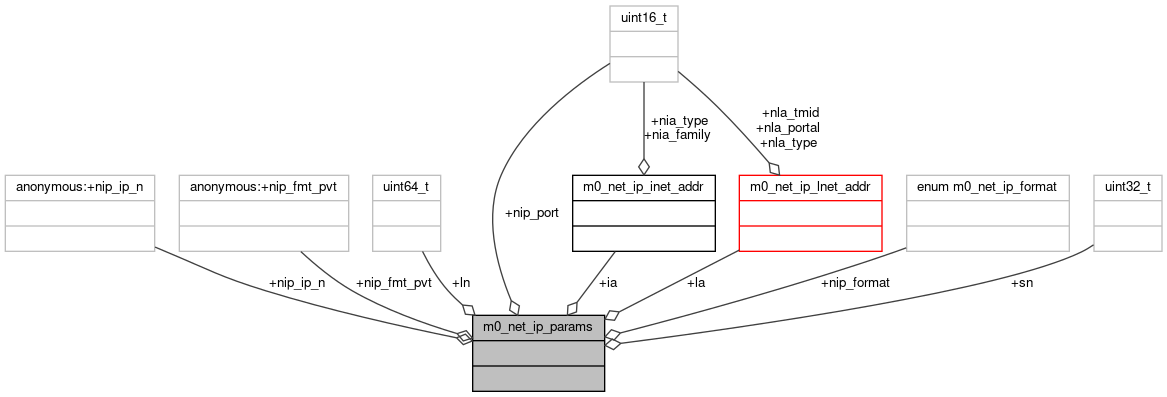 uint16_t
+nla_tmid
+nla_portal
+nla_type
+nia_type
+nia_family
anonymous:+nip_ip_n
anonymous:+nip_fmt_pvt
uint64_t
m0_net_ip_inet_addr
m0_net_ip_lnet_addr
enum m0_net_ip_format
uint32_t
+nip_port
+nip_ip_n
+nip_fmt_pvt
+ln
+ia
+la
+nip_format
+sn
m0_net_ip_params